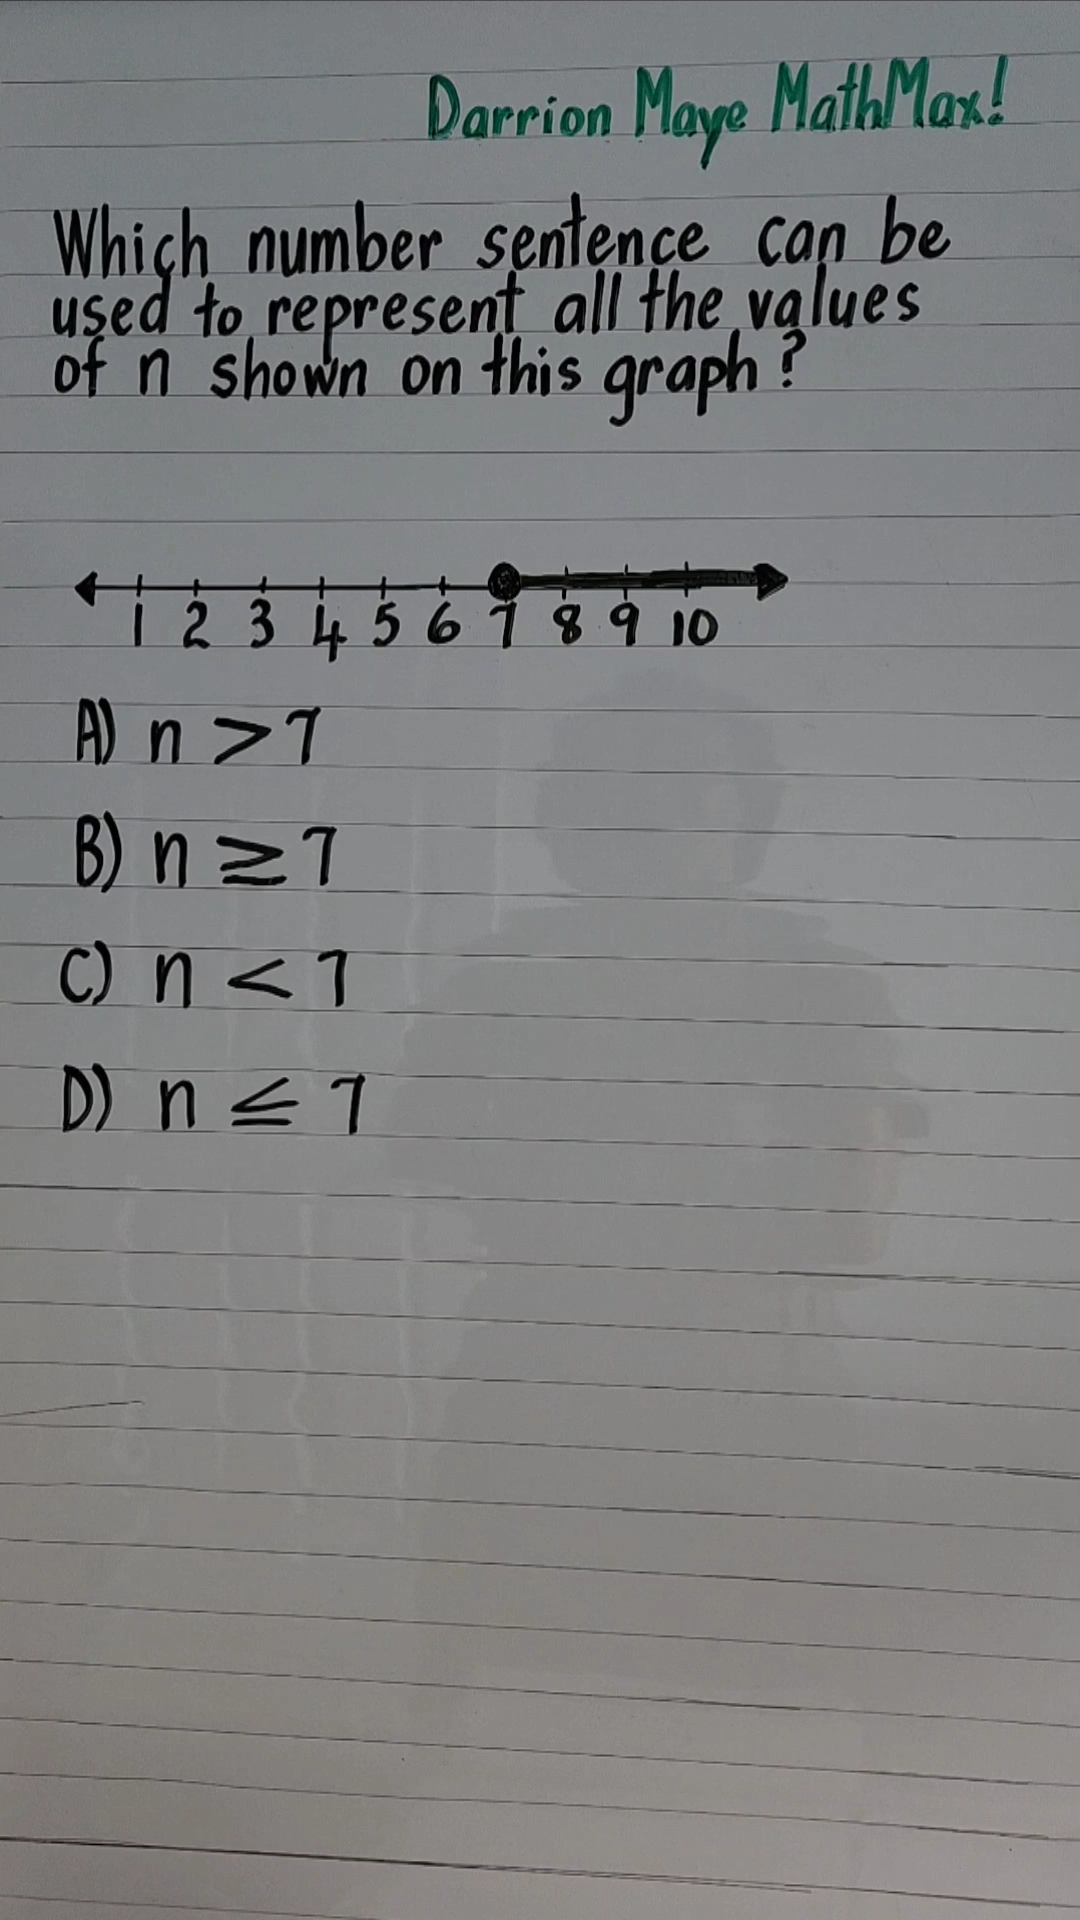 Darrion Maye MathMax!
Which number sentence can be
used to represent all the values
of n shown on this graph?
1 2 3 4 5 6 7 8 9 10
A) n > 7
B) n ≥ 7
C) n < 7
D) n ≤ 7